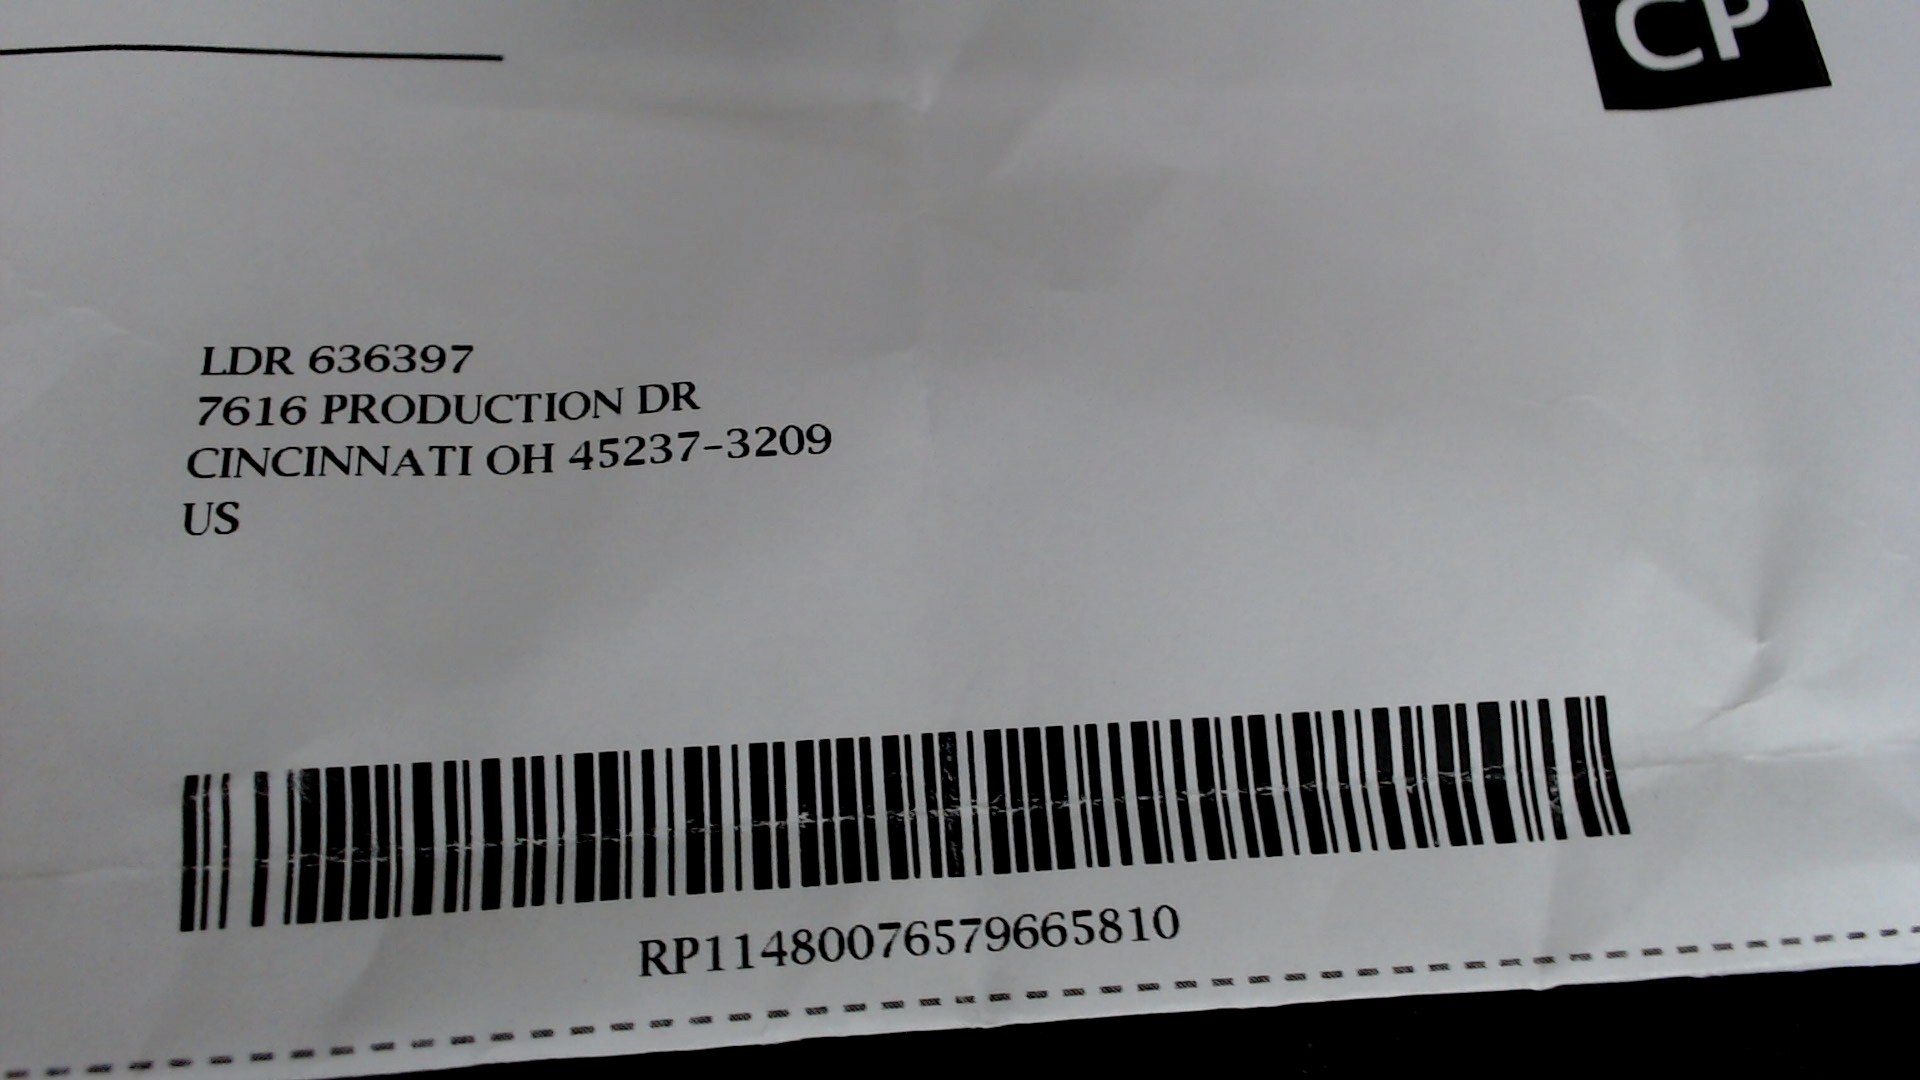 CP
LDR 636397
7616 PRODUCTION DR
CINCINNATI OH 45237-3209
US
RP11480076579665810